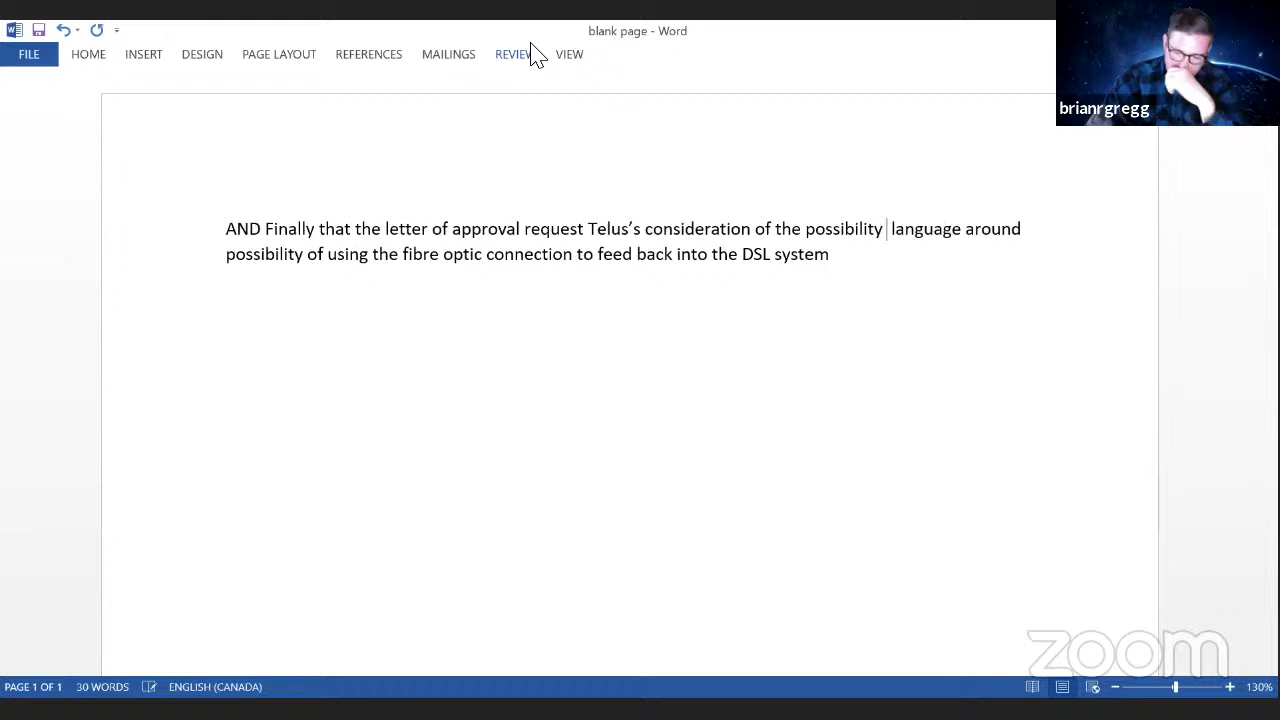 blank page - Word
FILE HOME INSERT DESIGN PAGE LAYOUT REFERENCES MAILINGS REVIEW VIEW
brianrgregg
AND Finally that the letter of approval request Telus’s consideration of the possibility language around
possibility of using the fibre optic connection to feed back into the DSL system
zoom
PAGE 1 OF 1 30 WORDS ENGLISH (CANADA) 130%